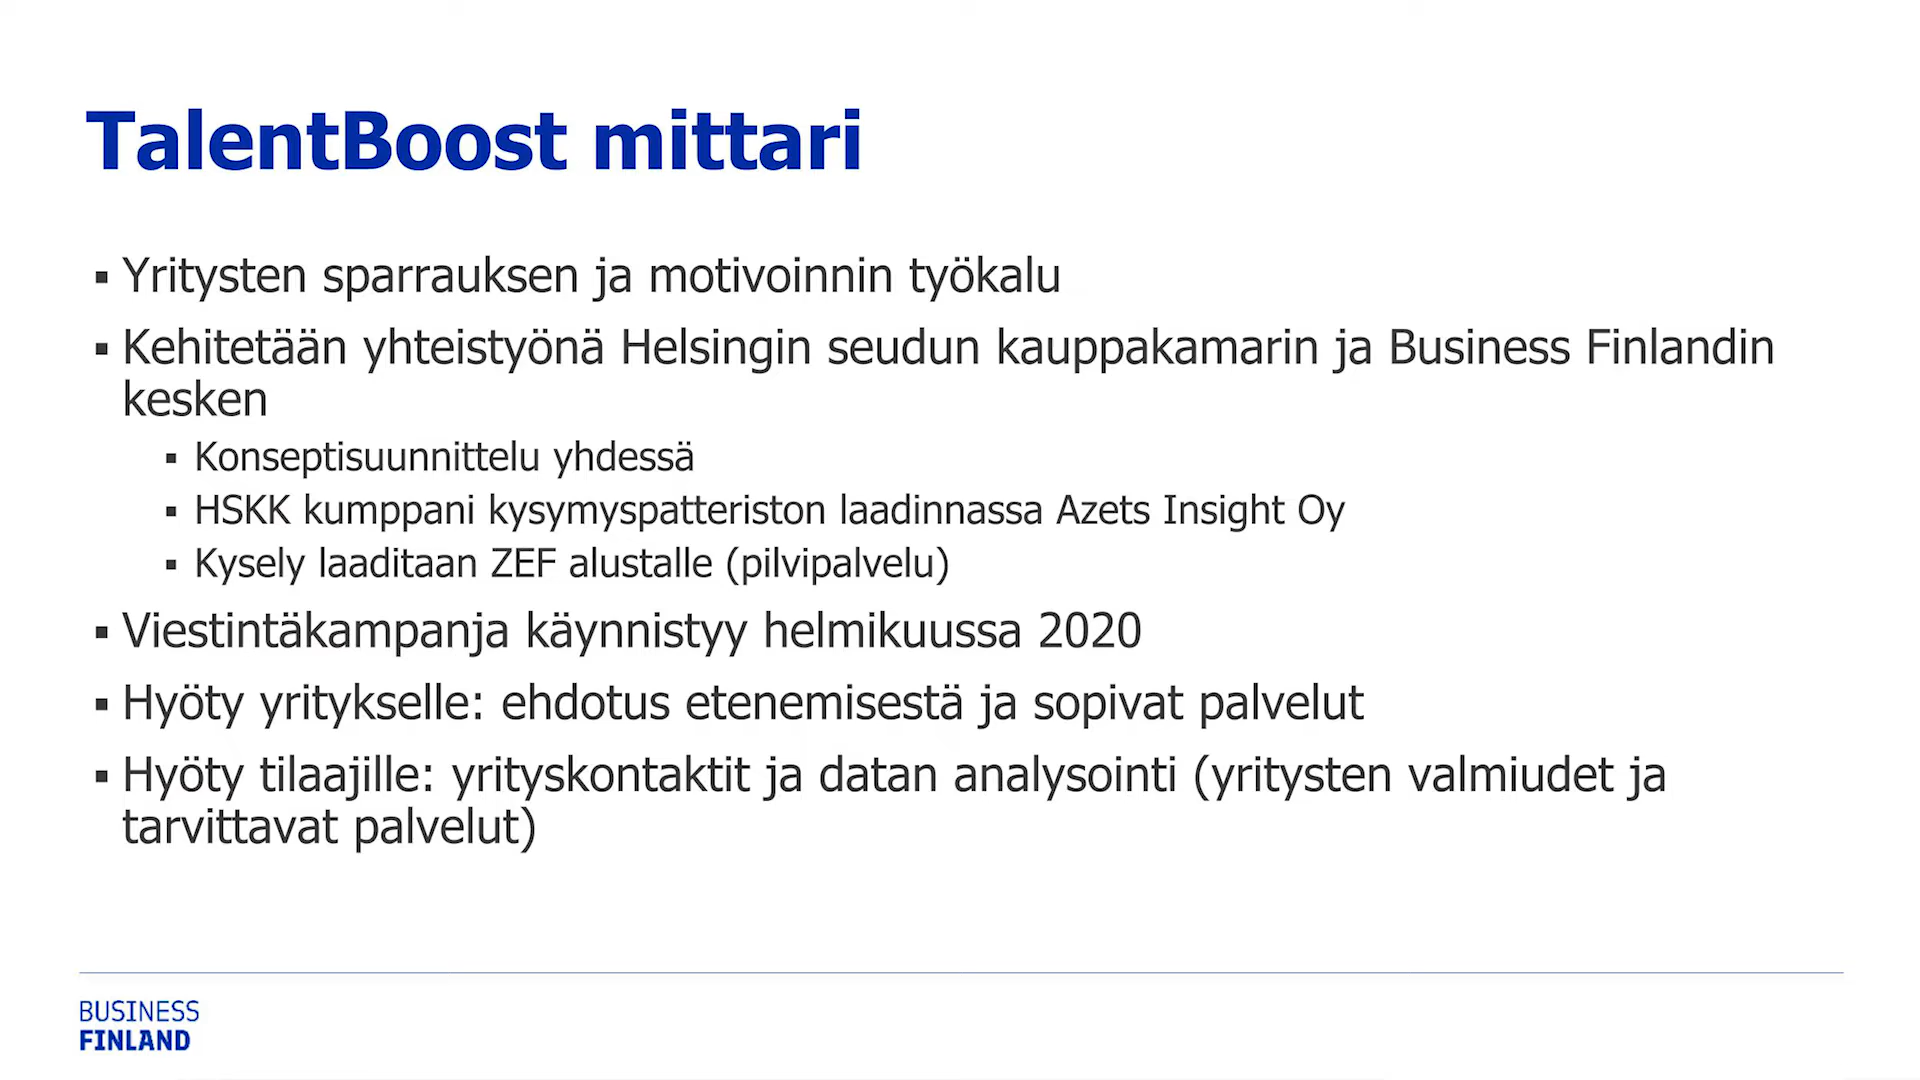 TalentBoost mittari
▪ Yritysten sparrauksen ja motivoinnin työkalu
▪ Kehitetään yhteistyönä Helsingin seudun kauppakamarin ja Business Finlandin
kesken
▪ Konseptisuunnittelu yhdessä
▪ HSKK kumppani kysymyspatteriston laadinnassa Azets Insight Oy
▪ Kysely laaditaan ZEF alustalle (pilvipalvelu)
▪ Viestintäkampanja käynnistyy helmikuussa 2020
▪ Hyöty yritykselle: ehdotus etenemisestä ja sopivat palvelut
▪ Hyöty tilaajille: yrityskontaktit ja datan analysointi (yritysten valmiudet ja
tarvittavat palvelut)
BUSINESS
FINLAND